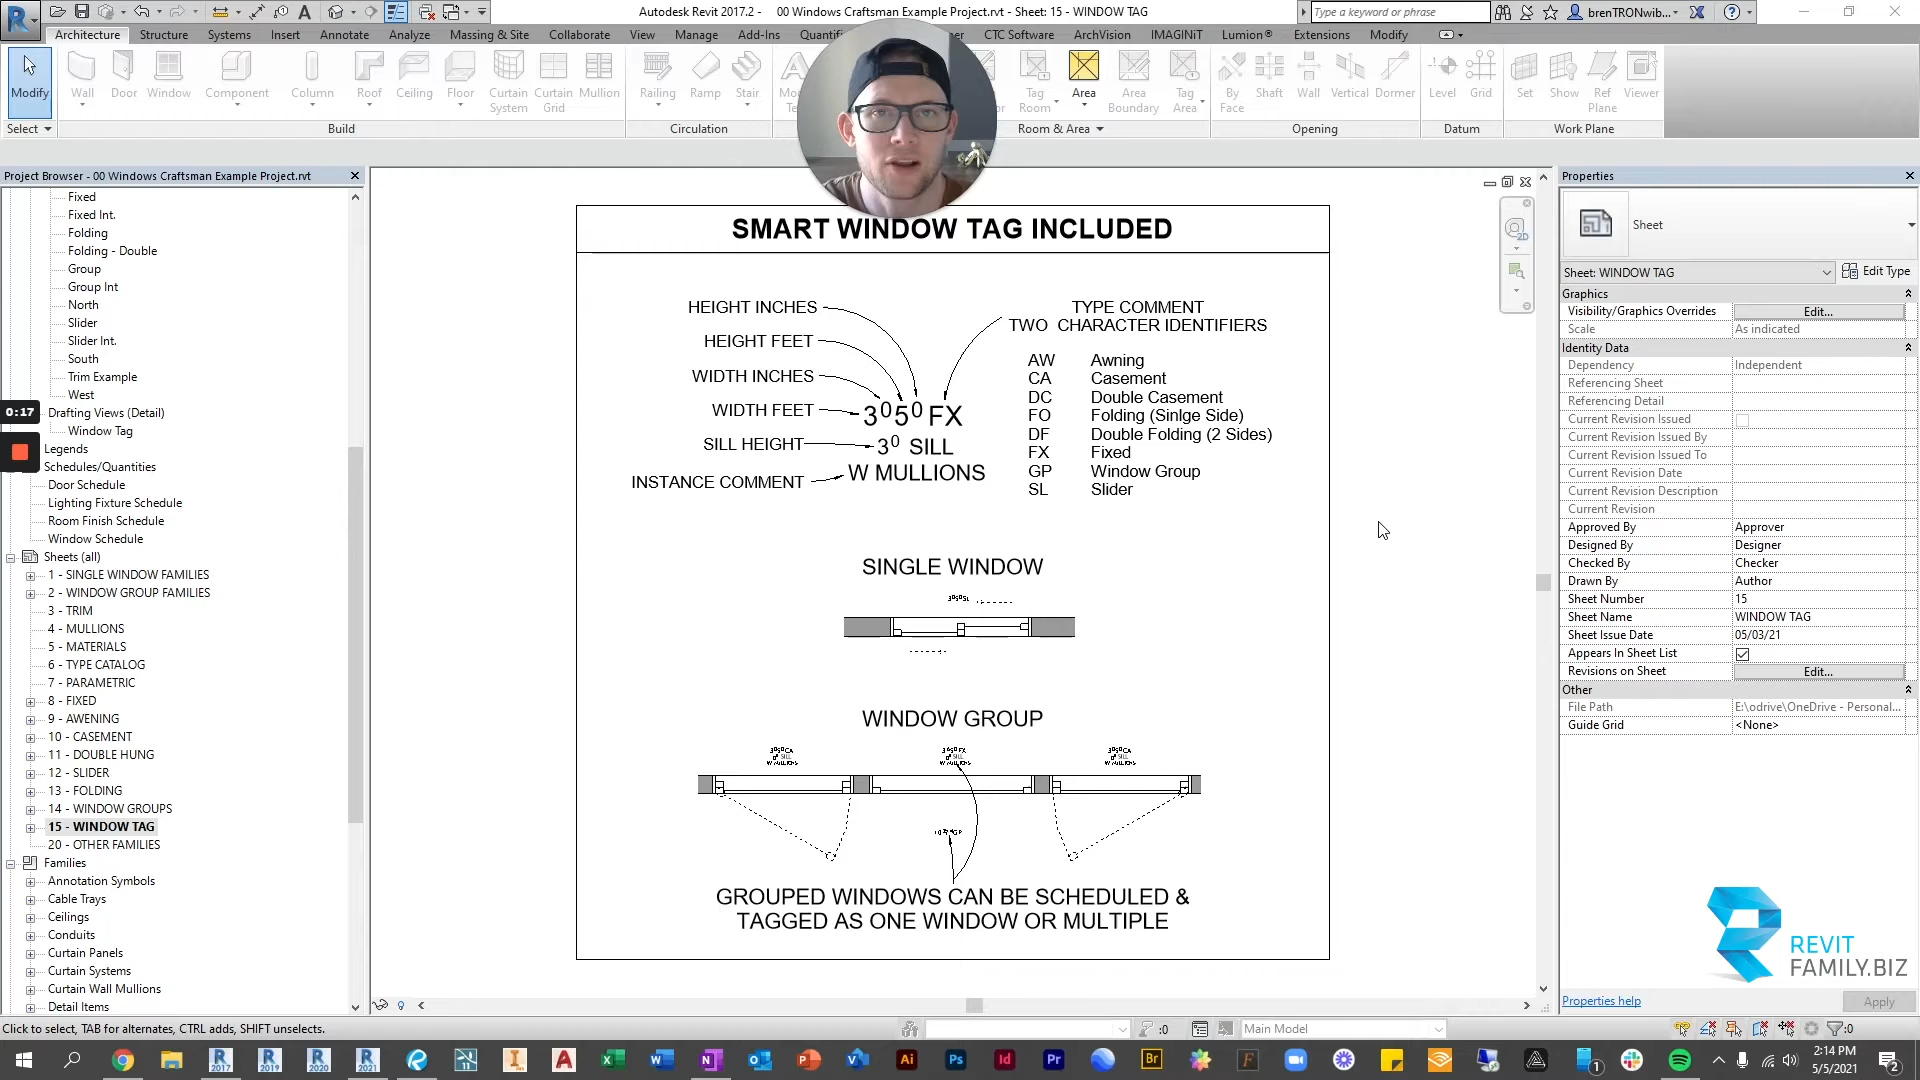 Autodesk Revit 2017.2 - 00 Windows Craftsman Example Project.rvt - Sheet: 15 - WINDOW TAG
Type a keyword or phrase
brenTRONwib...
Architecture
Structure
Systems
Insert
Annotate
Analyze
Massing & Site
Collaborate
View
Manage
Add-Ins
CTC Software
ArchVision
IMAGINiT
Lumion®
Extensions
Modify
Modify
Wall
Door
Window
Component
Column
Roof
Ceiling
Floor
Curtain System
Curtain Grid
Mullion
Railing
Ramp
Stair
Tag Room
Area
Area Boundary
Tag Area
By Face
Shaft
Wall
Vertical
Dormer
Level
Grid
Set
Show
Ref Plane
Viewer
Select
Build
Circulation
Room & Area
Opening
Datum
Work Plane
Project Browser - 00 Windows Craftsman Example Project.rvt
Fixed
Fixed Int.
Folding
Folding - Double
Group
Group Int
North
Slider
Slider Int.
South
Trim Example
West
Drafting Views (Detail)
Window Tag
Legends
Schedules/Quantities
Door Schedule
Lighting Fixture Schedule
Room Finish Schedule
Window Schedule
Sheets (all)
1 - SINGLE WINDOW FAMILIES
2 - WINDOW GROUP FAMILIES
3 - TRIM
4 - MULLIONS
5 - MATERIALS
6 - TYPE CATALOG
7 - PARAMETRIC
8 - FIXED
9 - AWENING
10 - CASEMENT
11 - DOUBLE HUNG
12 - SLIDER
13 - FOLDING
14 - WINDOW GROUPS
15 - WINDOW TAG
20 - OTHER FAMILIES
Families
Annotation Symbols
Cable Trays
Ceilings
Conduits
Curtain Panels
Curtain Systems
Curtain Wall Mullions
Detail Items
0:17
SMART WINDOW TAG INCLUDED
HEIGHT INCHES
HEIGHT FEET
WIDTH INCHES
WIDTH FEET
SILL HEIGHT
INSTANCE COMMENT
3⁰5⁰ FX
3⁰ SILL
W MULLIONS
TYPE COMMENT
TWO CHARACTER IDENTIFIERS
AW Awning
CA Casement
DC Double Casement
FO Folding (Sinlge Side)
DF Double Folding (2 Sides)
FX Fixed
GP Window Group
SL Slider
SINGLE WINDOW
WINDOW GROUP
GROUPED WINDOWS CAN BE SCHEDULED &
TAGGED AS ONE WINDOW OR MULTIPLE
Properties
Sheet
Sheet: WINDOW TAG
Edit Type
Graphics
Visibility/Graphics Overrides Edit...
Scale As indicated
Identity Data
Dependency Independent
Referencing Sheet
Referencing Detail
Current Revision Issued
Current Revision Issued By
Current Revision Issued To
Current Revision Date
Current Revision Description
Current Revision
Approved By Approver
Designed By Designer
Checked By Checker
Drawn By Author
Sheet Number 15
Sheet Name WINDOW TAG
Sheet Issue Date 05/03/21
Appears In Sheet List
Revisions on Sheet Edit...
Other
File Path E:\odrive\OneDrive - Personal...
Guide Grid <None>
REVIT
FAMILY.BIZ
Properties help
Apply
Click to select, TAB for alternates, CTRL adds, SHIFT unselects.
:0
Main Model
:0
2:14 PM
5/5/2021